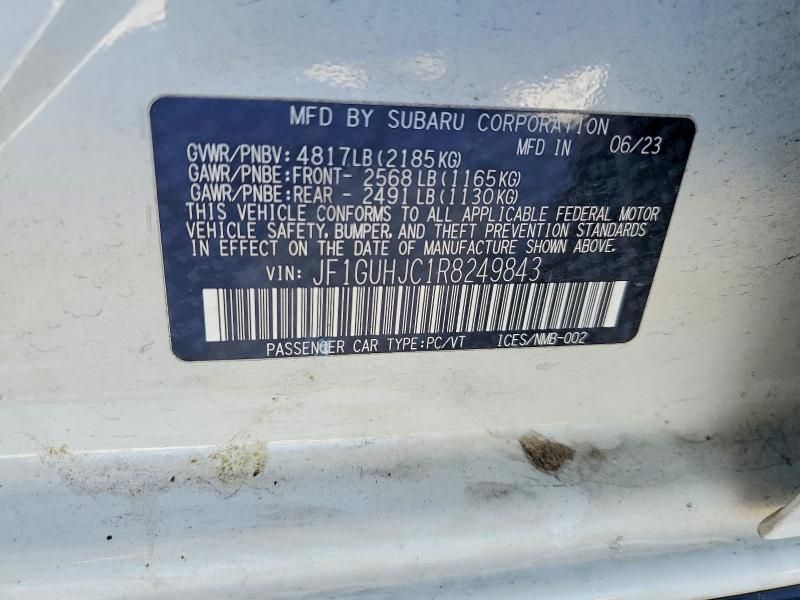 MFD BY SUBARU CORPORATION
MFD IN 06/23
GVWR/PNBV: 4817LB(2185KG)
GAWR/PNBE:FRONT- 2568LB(1165KG)
GAWR/PNBE:REAR - 2491LB(1130KG)
THIS VEHICLE CONFORMS TO ALL APPLICABLE FEDERAL MOTOR
VEHICLE SAFETY, BUMPER, AND THEFT PREVENTION STANDARDS
IN EFFECT ON THE DATE OF MANUFACTURE SHOWN ABOVE.
VIN: JF1GUHJC1R8249843
PASSENGER CAR TYPE:PC/VT ICES/NMB-002